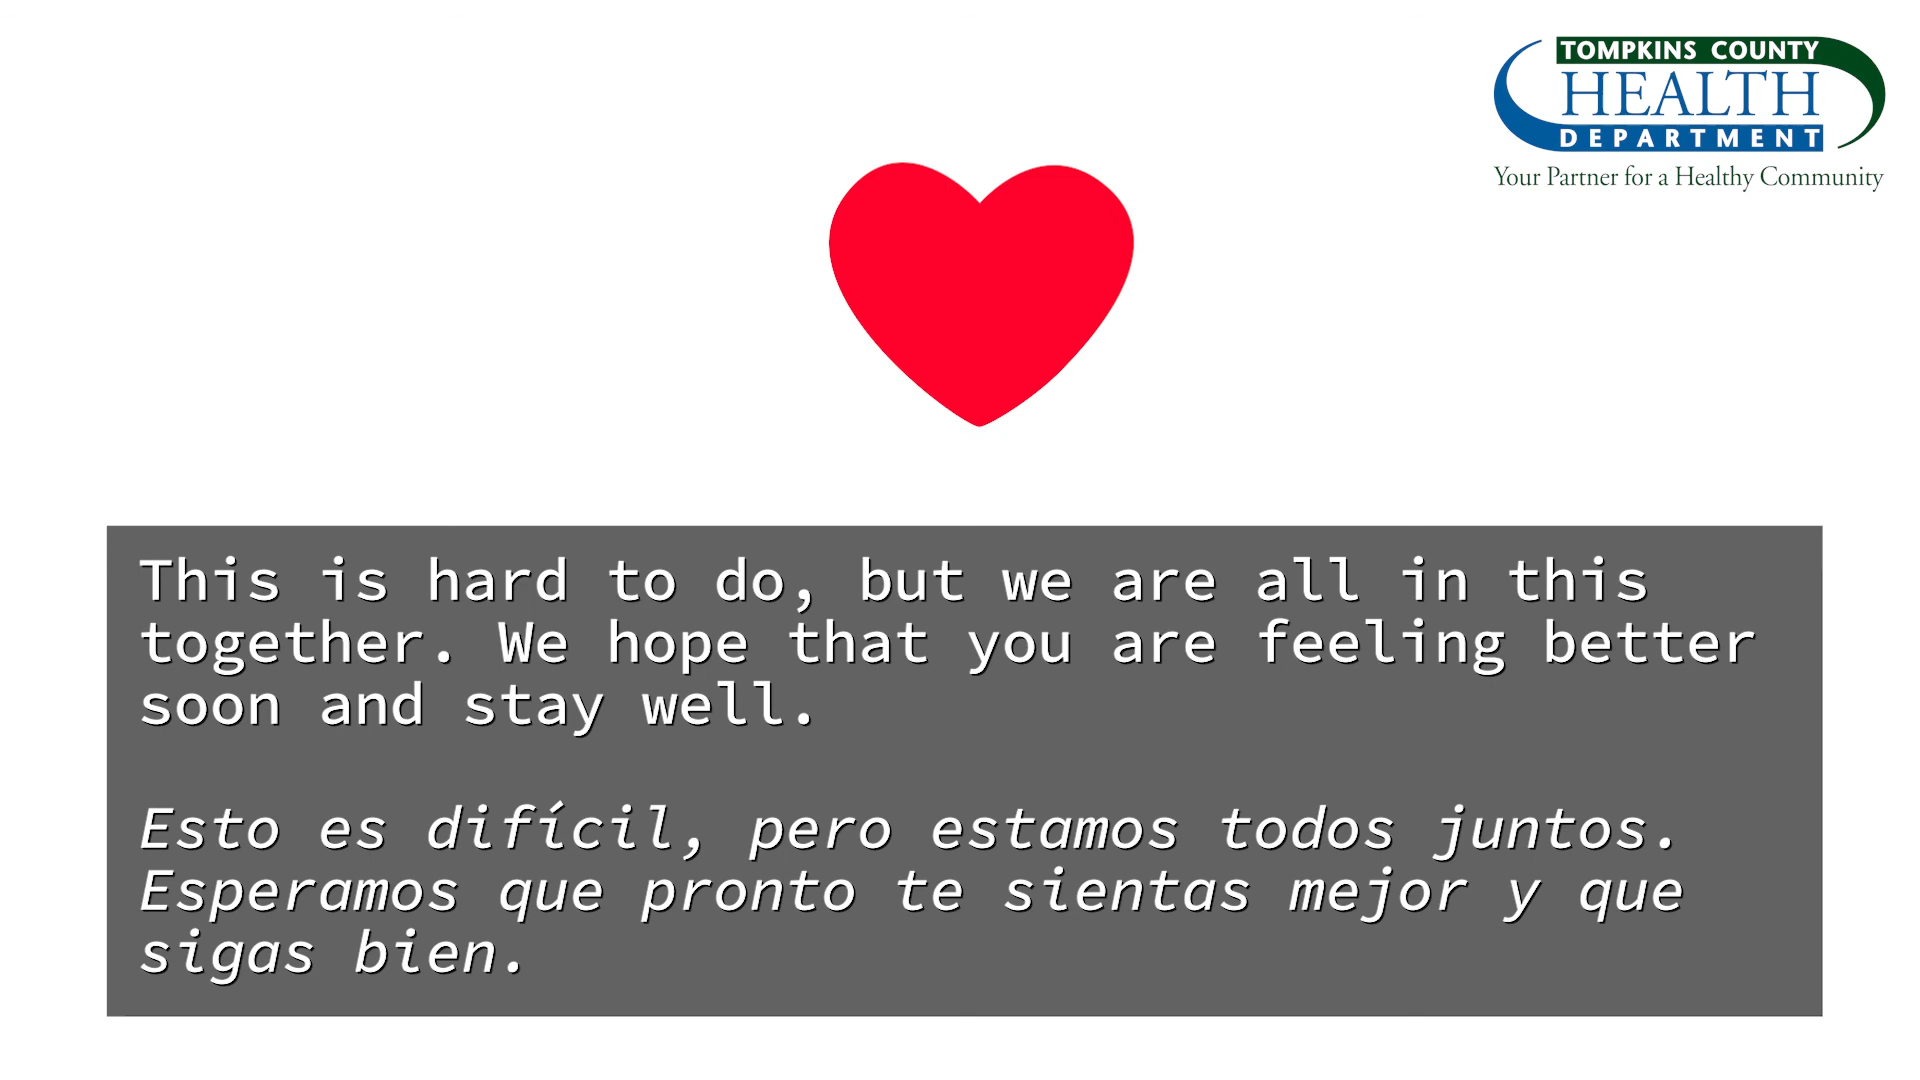 TOMPKINS COUNTY
HEALTH
DEPARTMENT
Your Partner for a Healthy Community
This is hard to do, but we are all in this
together. We hope that you are feeling better
soon and stay well.
Esto es difícil, pero estamos todos juntos.
Esperamos que pronto te sientas mejor y que
sigas bien.